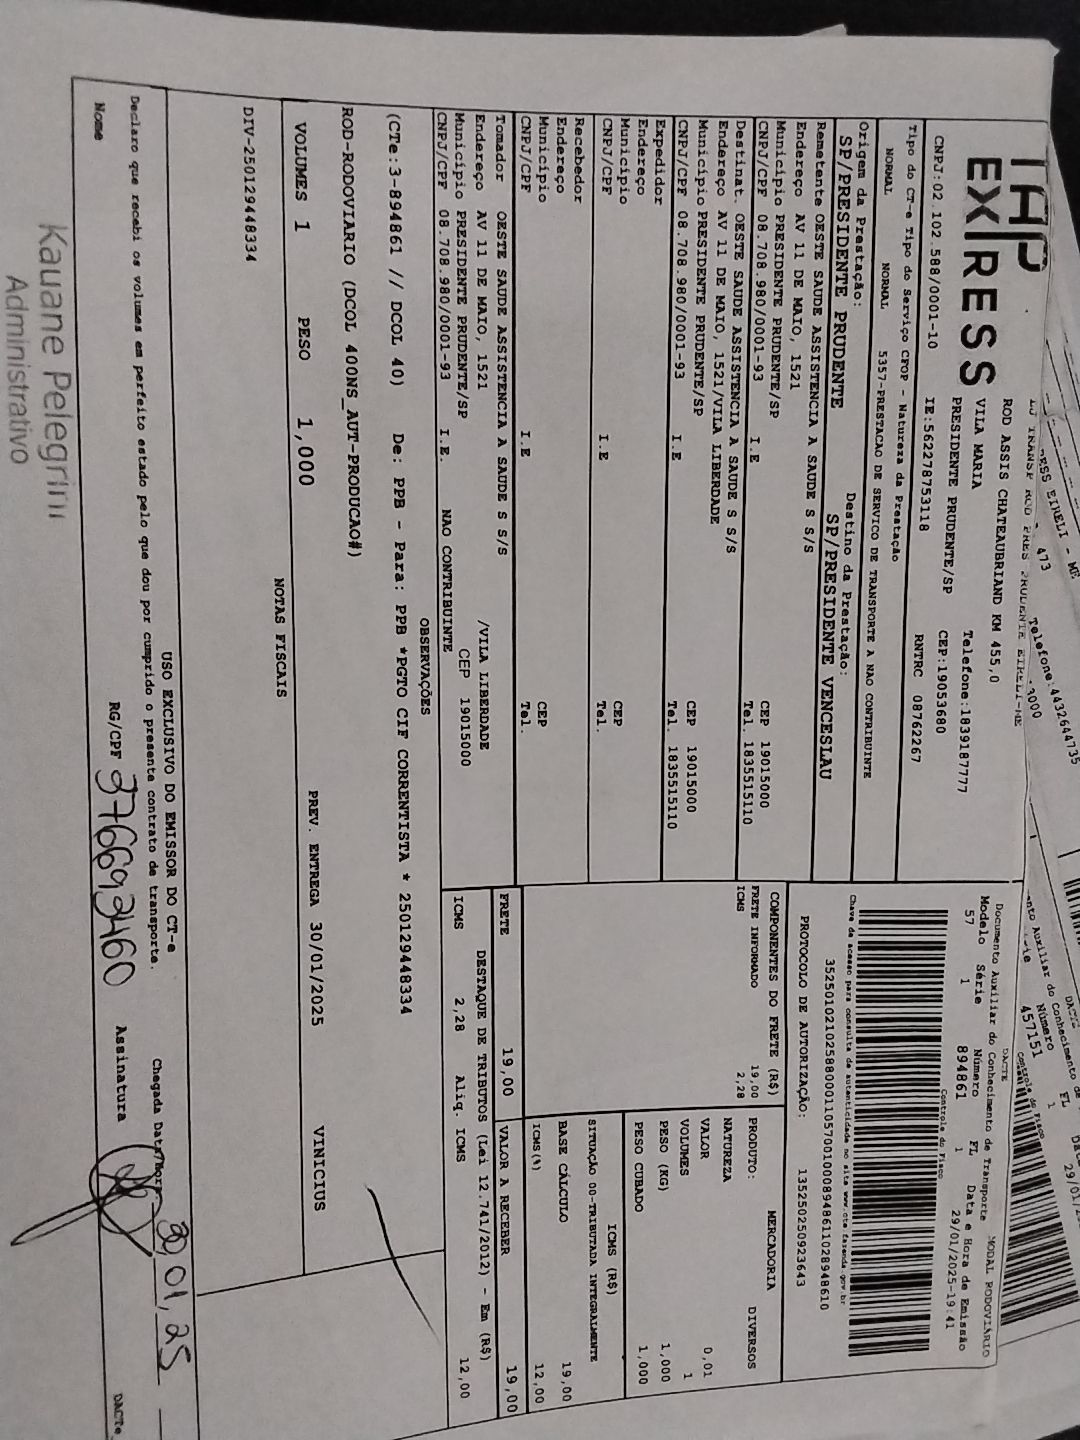 TAP
EXPRESS
ROD ASSIS CHATEAUBRIAND KM 455,0
VILA MARIA Telefone:1839187777
PRESIDENTE PRUDENTE/SP CEP:19053680
CNPJ:02.102.588/0001-10 IE:562278753118 RNTRC 08762267
Tipo do CT-e Tipo do Serviço CFOP - Natureza da Prestação
NORMAL NORMAL 5357-PRESTACAO DE SERVICO DE TRANSPORTE A NAO CONTRIBUINTE
Origem da Prestação: Destino da Prestação:
SP/PRESIDENTE PRUDENTE SP/PRESIDENTE VENCESLAU
Remetente OESTE SAUDE ASSISTENCIA A SAUDE S S/S
Endereço AV 11 DE MAIO, 1521 CEP 19015000
Município PRESIDENTE PRUDENTE/SP Tel. 1835515110
CNPJ/CPF 08.708.980/0001-93 I.E
Destinat. OESTE SAUDE ASSISTENCIA A SAUDE S S/S
Endereço AV 11 DE MAIO, 1521/VILA LIBERDADE CEP 19015000
Município PRESIDENTE PRUDENTE/SP Tel. 1835515110
CNPJ/CPF 08.708.980/0001-93 I.E
Expedidor
Endereço CEP
Município Tel.
CNPJ/CPF I.E
Recebedor
Endereço CEP
Município Tel.
CNPJ/CPF I.E
Tomador OESTE SAUDE ASSISTENCIA A SAUDE S S/S
Endereço AV 11 DE MAIO, 1521 /VILA LIBERDADE
Município PRESIDENTE PRUDENTE/SP CEP 19015000
CNPJ/CPF 08.708.980/0001-93 I.E. NAO CONTRIBUINTE
DACTE MODAL RODOVIÁRIO
Documento Auxiliar do Conhecimento de Transporte
Modelo Série Número FL Data e Hora de Emissão
57 1 894861 1 29/01/2025-19:41
Controle do Fisco
Chave de acesso para consulta de autenticidade no site www.cte.fazenda.gov.br
35250102102588000110570010008948611028948610
PROTOCOLO DE AUTORIZAÇÃO: 135250250923643
COMPONENTES DO FRETE (R$)
FRETE INFORMADO 19,00
ICMS 2,28
MERCADORIA
PRODUTO: DIVERSOS
NATUREZA
VALOR 0,01
VOLUMES 1
PESO (KG) 1,000
PESO CUBADO 1,000
ICMS (R$)
SITUAÇÃO 00-TRIBUTADA INTEGRALMENTE
BASE CÁLCULO 19,00
ICMS(%) 12,00
FRETE 19,00 VALOR A RECEBER 19,00
DESTAQUE DE TRIBUTOS (Lei 12.741/2012) - Em (R$)
ICMS 2,28 Aliq. ICMS 12,00
OBSERVAÇÕES
(CTe:3-894861 // DCOL 40) De: PPB - Para: PPB *PGTO CIF CORRENTISTA * 250129448334
ROD-RODOVIARIO (DCOL 400NS_AUT-PRODUCAO#)
VOLUMES 1 PESO 1,000 PREV. ENTREGA 30/01/2025 VINICIUS
NOTAS FISCAIS
DIV-250129448334
USO EXCLUSIVO DO EMISSOR DO CT-e
Declaro que recebi os volumes em perfeito estado pelo que dou por cumprido o presente contrato de transporte.
Chegada Data/Hora 30 01, 25
Nome RG/CPF 376693460 Assinatura DACTe
Kauane Pelegrini
Administrativo
473
Telefone:4432644735
Número
457151